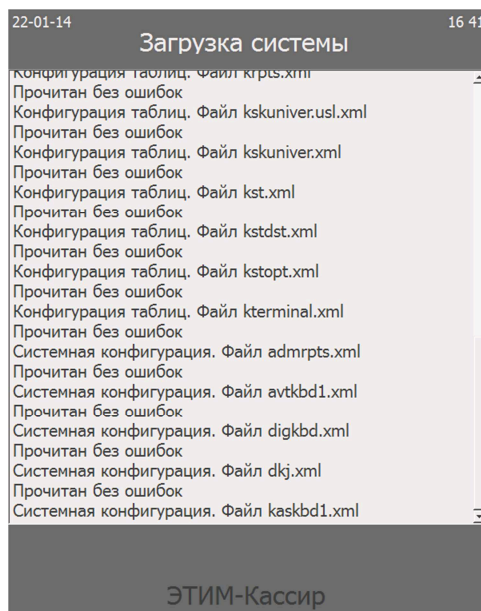 22-01-14
16 41
Загрузка системы
Конфигурация таблиц. Файл krpts.xml
Прочитан без ошибок
Конфигурация таблиц. Файл kskuniver.usl.xml
Прочитан без ошибок
Конфигурация таблиц. Файл kskuniver.xml
Прочитан без ошибок
Конфигурация таблиц. Файл kst.xml
Прочитан без ошибок
Конфигурация таблиц. Файл kstdst.xml
Прочитан без ошибок
Конфигурация таблиц. Файл kstopt.xml
Прочитан без ошибок
Конфигурация таблиц. Файл kterminal.xml
Прочитан без ошибок
Системная конфигурация. Файл admrpts.xml
Прочитан без ошибок
Системная конфигурация. Файл avtkbd1.xml
Прочитан без ошибок
Системная конфигурация. Файл digkbd.xml
Прочитан без ошибок
Системная конфигурация. Файл dkj.xml
Прочитан без ошибок
Системная конфигурация. Файл kaskbd1.xml
ЭТИМ-Кассир